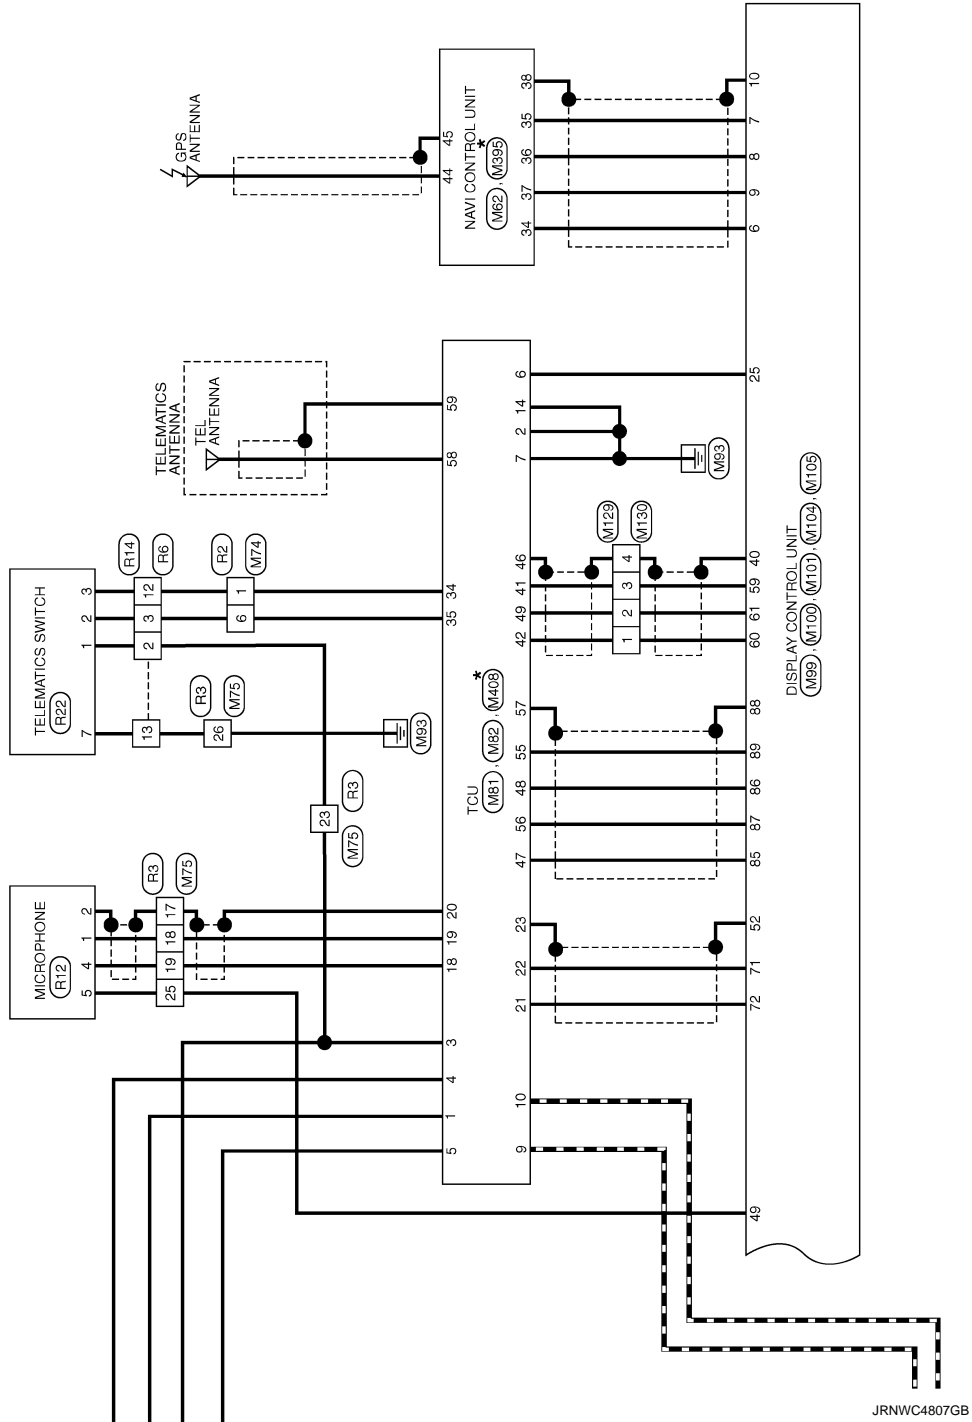 GPS
ANTENNA
45
44
NAVI CONTROL UNIT
M62 , M395 *
38
35
36
37
34
10
7
8
9
6
TELEMATICS
ANTENNA
TEL
ANTENNA
59
58
6
14
2
7
25
M93
TELEMATICS SWITCH
R22
3
2
1
7
R14
R6
12
3
2
13
R2
M74
1
6
34
35
R3
M75
26
M93
23
R3
M75
M129
M130
46
41
49
42
4
3
2
1
40
59
61
60
TCU
M81 , M82 , M408 *
DISPLAY CONTROL UNIT
M99 , M100 , M101 , M104 , M105
57
55
48
56
47
88
89
86
87
85
MICROPHONE
R12
2
1
4
5
R3
M75
17
18
19
25
20
19
18
23
22
21
52
71
72
3
4
1
5
10
9
49
JRNWC4807GB